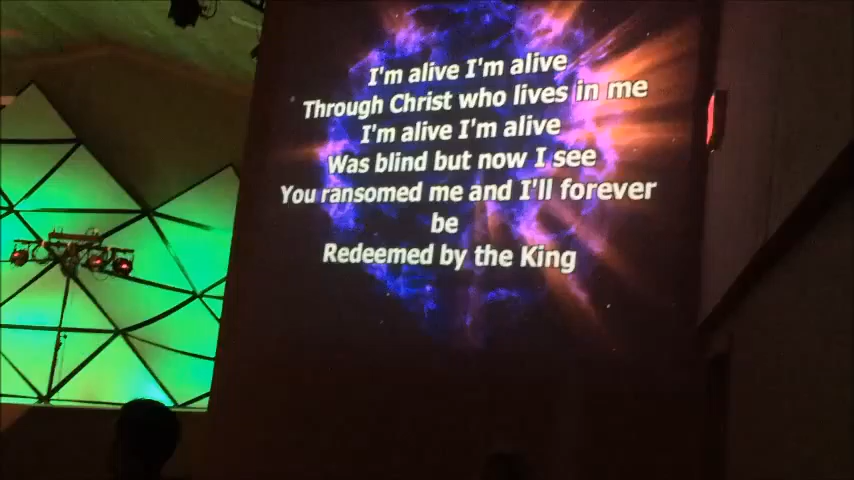 I'm alive I'm alive
Through Christ who lives in me
I'm alive I'm alive
Was blind but now I see
You ransomed me and I'll forever
be
Redeemed by the King